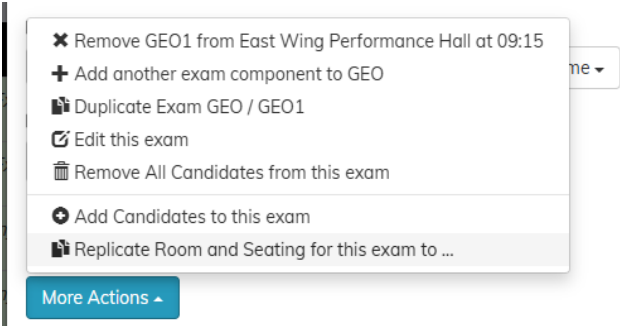 Remove GEO1 from East Wing Performance Hall at 09:15
Add another exam component to GEO
me
Duplicate Exam GEO / GEO1
Edit this exam
Remove All Candidates from this exam
Add Candidates to this exam
Replicate Room and Seating for this exam to ...
More Actions